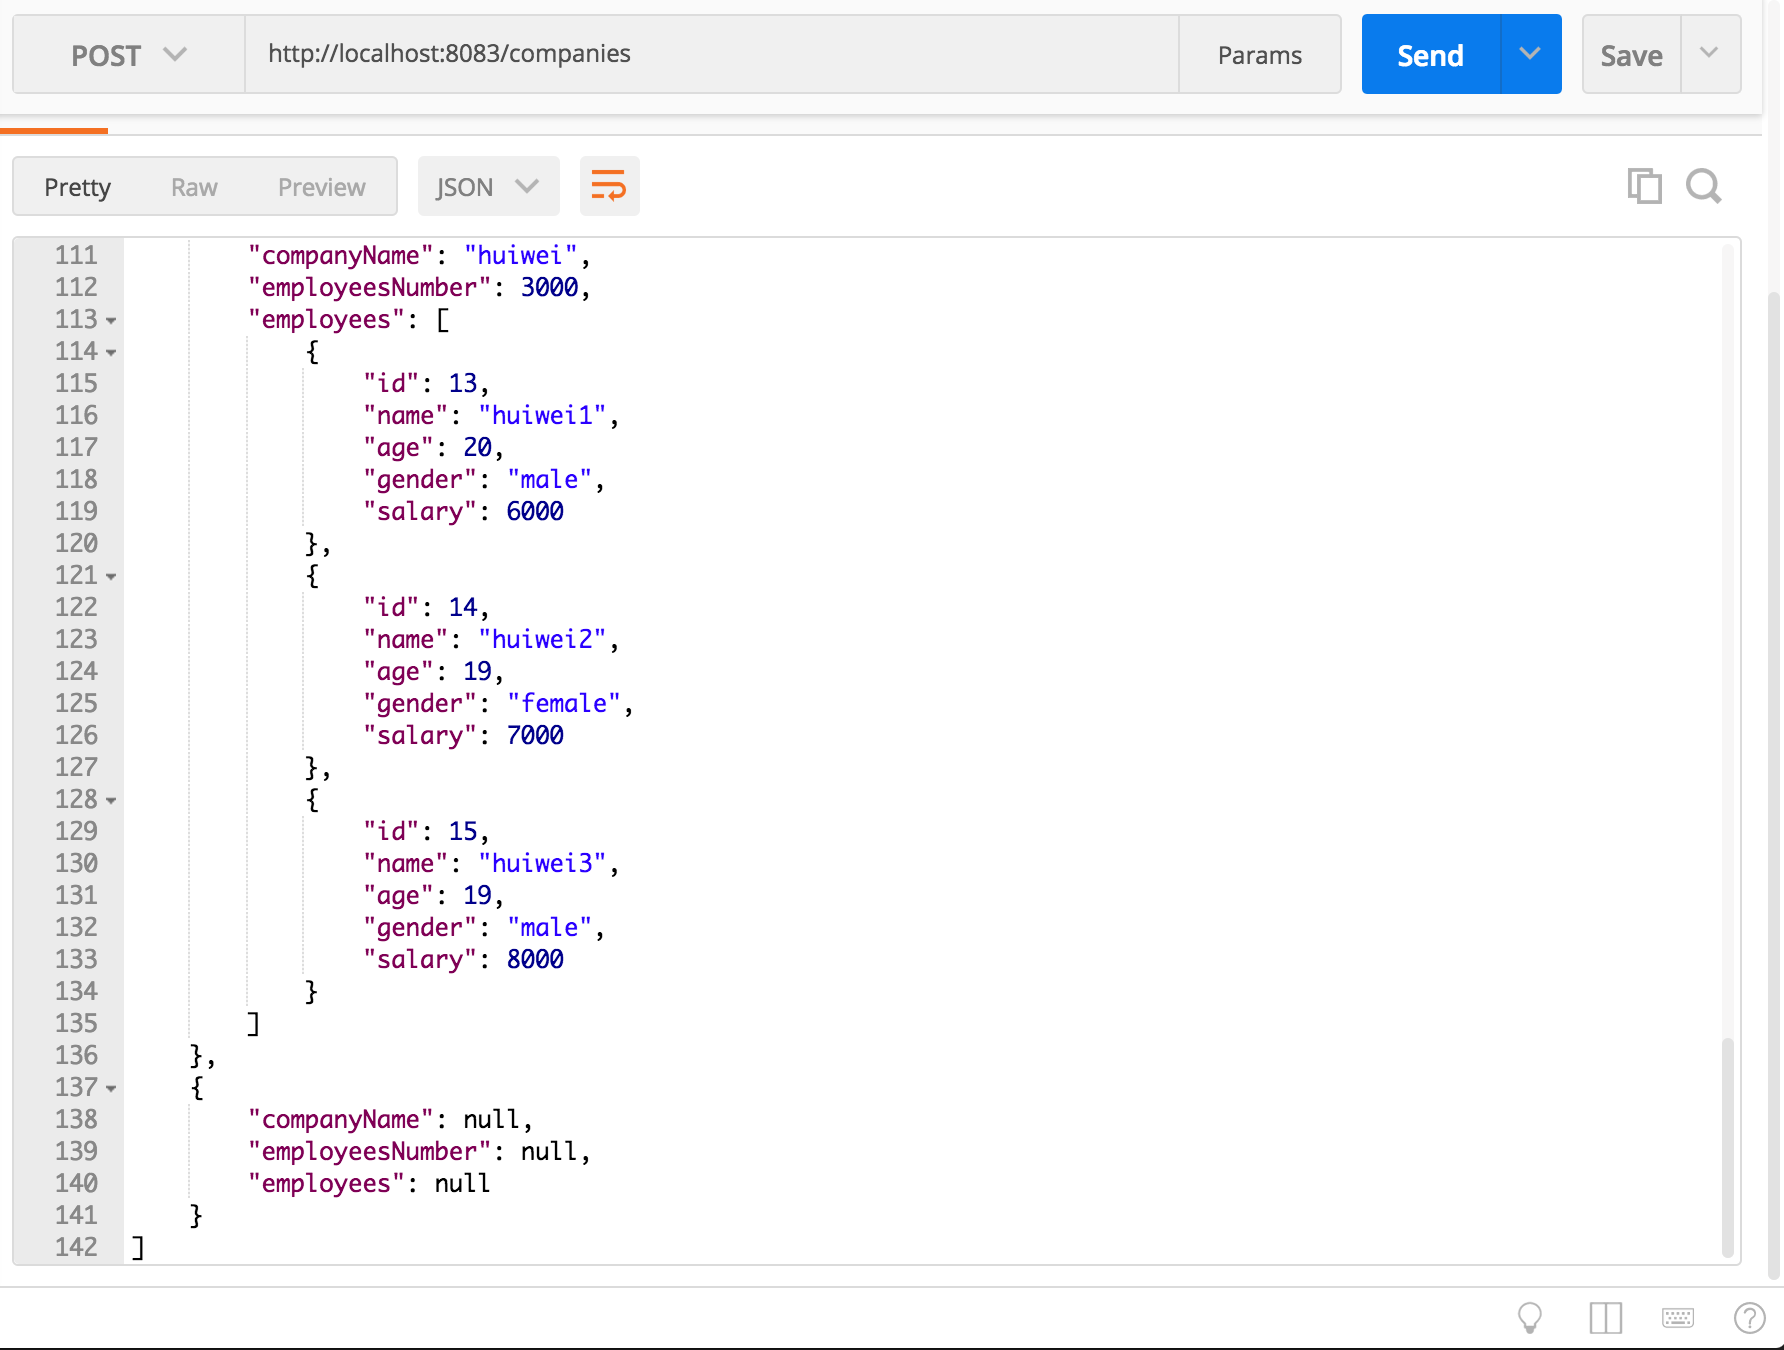 POST http://localhost:8083/companies Params Send Save
Pretty Raw Preview JSON
111 "companyName": "huiwei",
112 "employeesNumber": 3000,
113 "employees": [
114 {
115 "id": 13,
116 "name": "huiwei1",
117 "age": 20,
118 "gender": "male",
119 "salary": 6000
120 },
121 {
122 "id": 14,
123 "name": "huiwei2",
124 "age": 19,
125 "gender": "female",
126 "salary": 7000
127 },
128 {
129 "id": 15,
130 "name": "huiwei3",
131 "age": 19,
132 "gender": "male",
133 "salary": 8000
134 }
135 ]
136 },
137 {
138 "companyName": null,
139 "employeesNumber": null,
140 "employees": null
141 }
142 ]